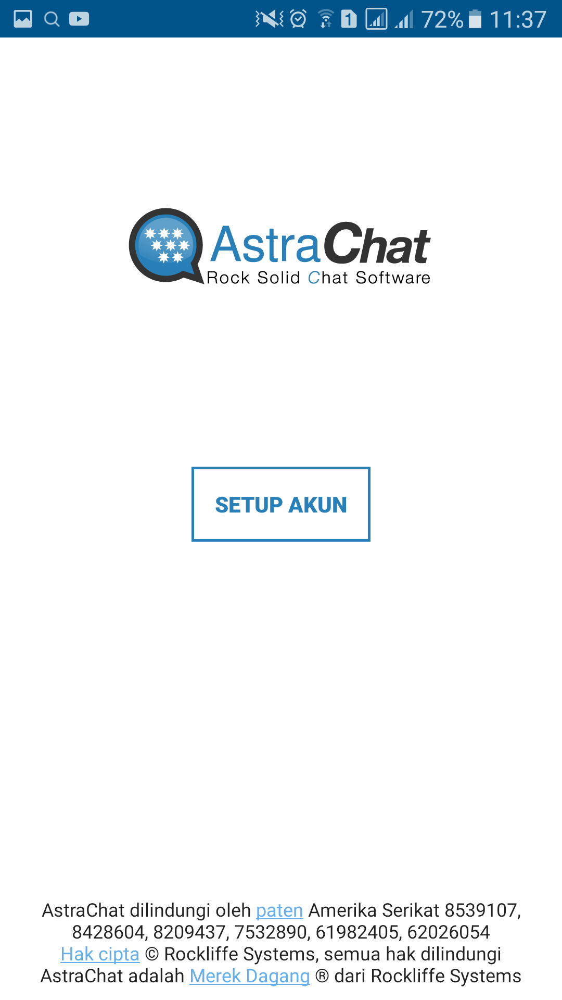 72% 11:37
AstraChat
Rock Solid Chat Software
SETUP AKUN
AstraChat dilindungi oleh paten Amerika Serikat 8539107,
8428604, 8209437, 7532890, 61982405, 62026054
Hak cipta © Rockliffe Systems, semua hak dilindungi
AstraChat adalah Merek Dagang ® dari Rockliffe Systems